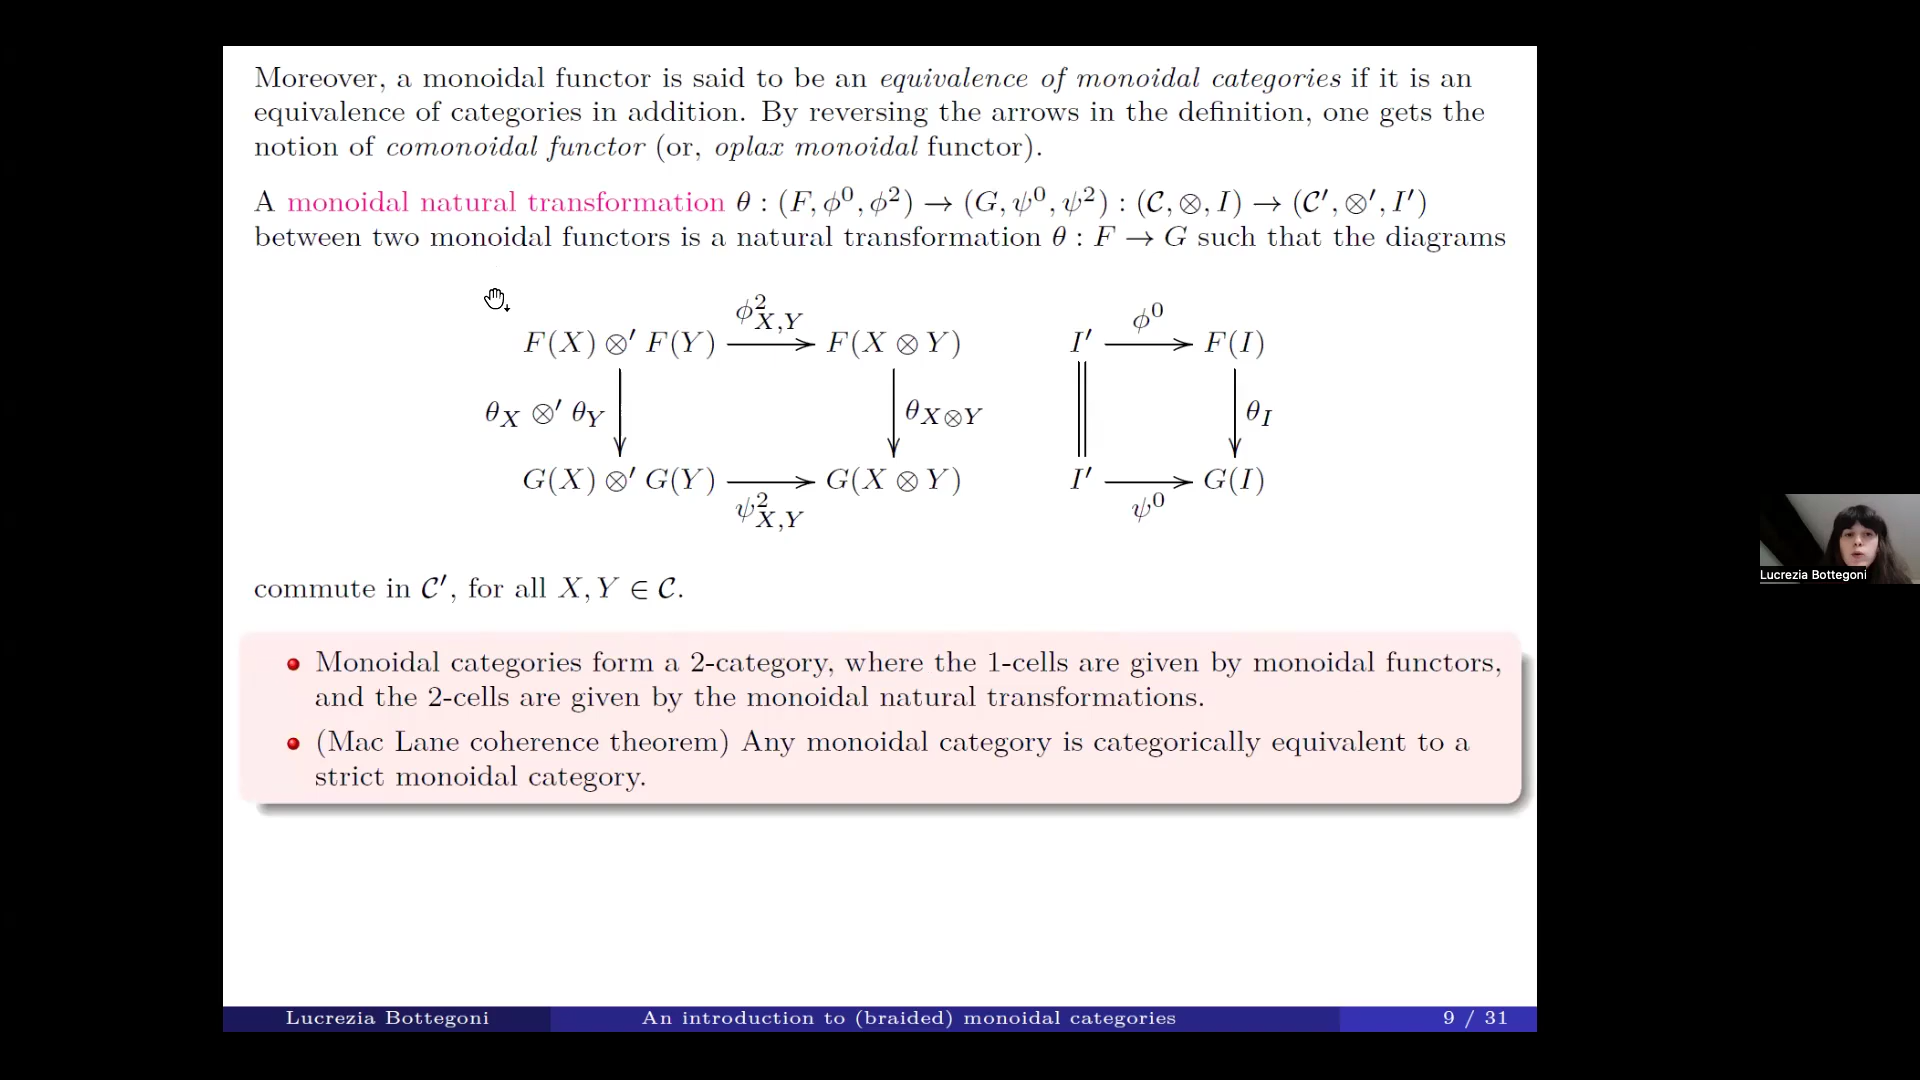 Moreover, a monoidal functor is said to be an equivalence of monoidal categories if it is an
equivalence of categories in addition. By reversing the arrows in the definition, one gets the
notion of comonoidal functor (or, oplax monoidal functor).
A monoidal natural transformation θ : (F, ϕ⁰, ϕ²) → (G, ψ⁰, ψ²) : (𝒞, ⊗, I) → (𝒞′, ⊗′, I′)
between two monoidal functors is a natural transformation θ : F → G such that the diagrams
ϕ²_{X,Y} ϕ⁰
F(X) ⊗′ F(Y) → F(X ⊗ Y) I′ → F(I)
θ_X ⊗′ θ_Y θ_{X⊗Y} θ_I
G(X) ⊗′ G(Y) → G(X ⊗ Y) I′ → G(I)
ψ²_{X,Y} ψ⁰
commute in 𝒞′, for all X, Y ∈ 𝒞.
• Monoidal categories form a 2-category, where the 1-cells are given by monoidal functors,
and the 2-cells are given by the monoidal natural transformations.
• (Mac Lane coherence theorem) Any monoidal category is categorically equivalent to a
strict monoidal category.
Lucrezia Bottegoni An introduction to (braided) monoidal categories 9 / 31
Lucrezia Bottegoni